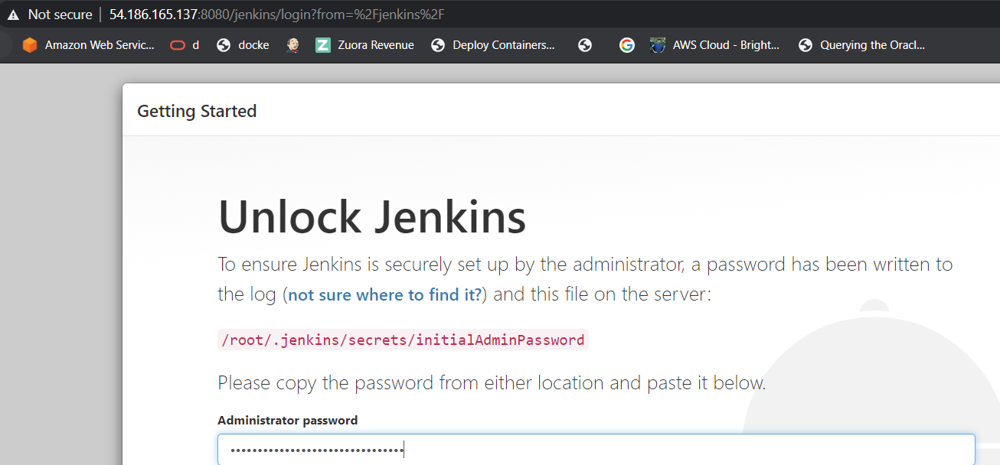 Not secure | 54.186.165.137:8080/jenkins/login?from=%2Fjenkins%2F
Amazon Web Servic... d docke Zuora Revenue Deploy Containers... AWS Cloud - Bright... Querying the Oracl...
Getting Started
Unlock Jenkins
To ensure Jenkins is securely set up by the administrator, a password has been written to
the log (not sure where to find it?) and this file on the server:
/root/.jenkins/secrets/initialAdminPassword
Please copy the password from either location and paste it below.
Administrator password